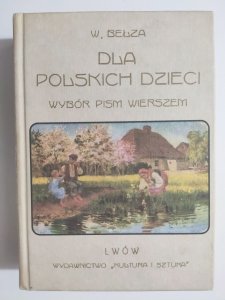 W. BEŁZA
DLA
POLSKICH DZIECI
WYBÓR PISM WIERSZEM
LWÓW
WYDAWNICTWO „KULTURA I SZTUKA"